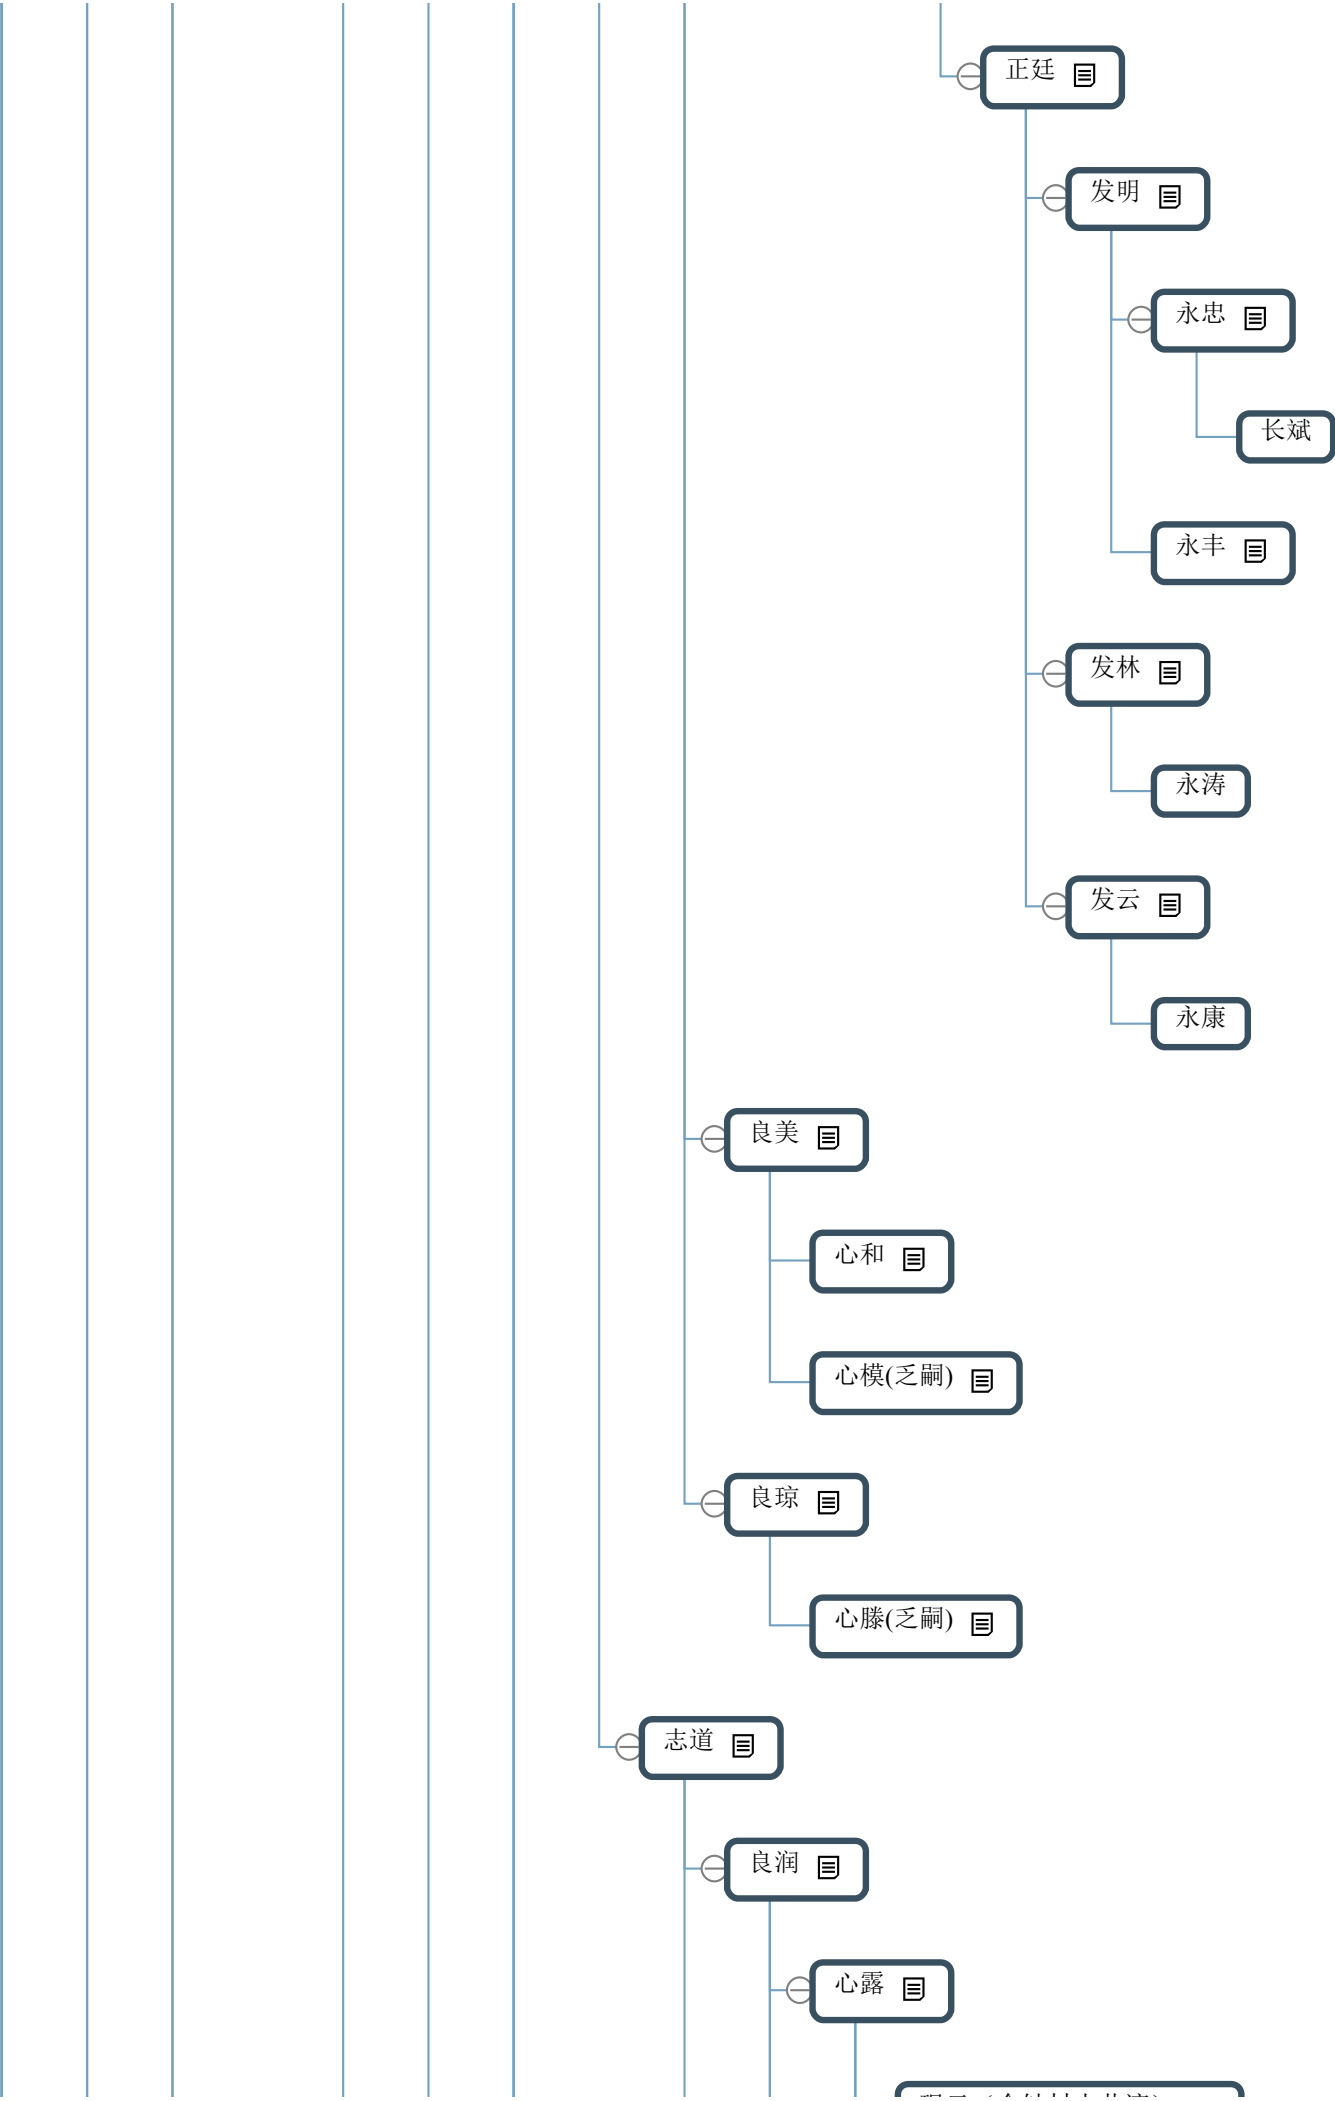 正廷
发明
永忠
长斌
永丰
发林
永涛
发云
永康
良美
心和
心模(乏嗣)
良琼
心滕(乏嗣)
志道
良润
心露